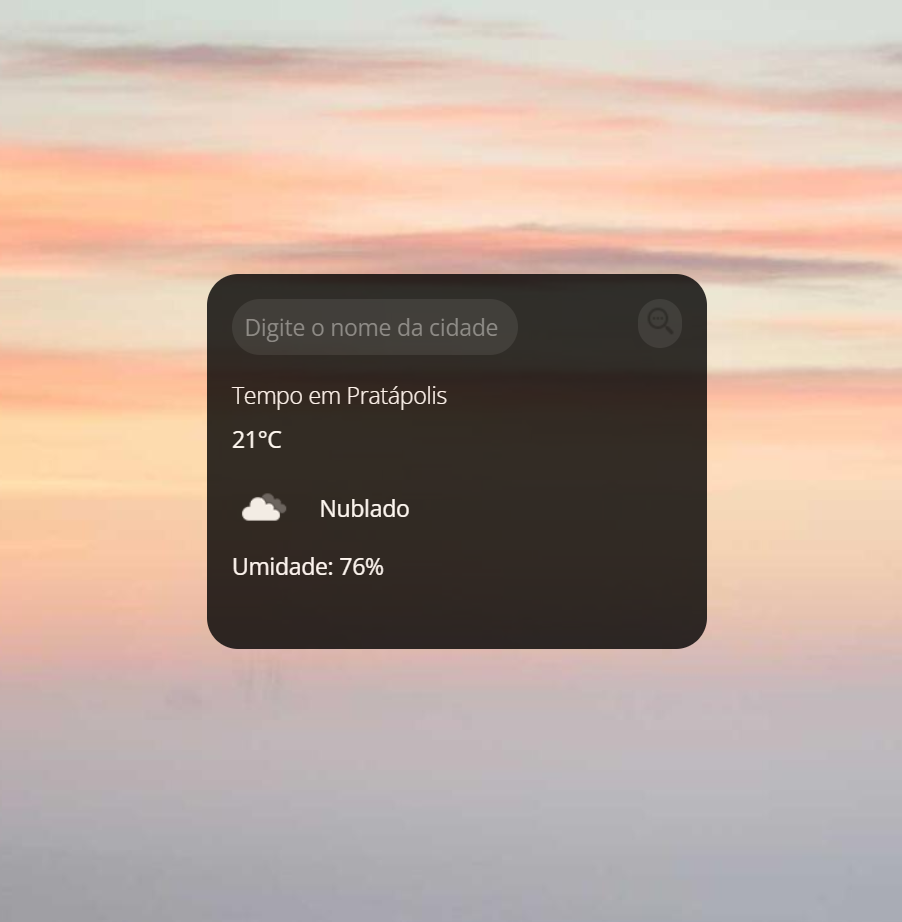 Digite o nome da cidade
Tempo em Pratápolis
21°C
Nublado
Umidade: 76%